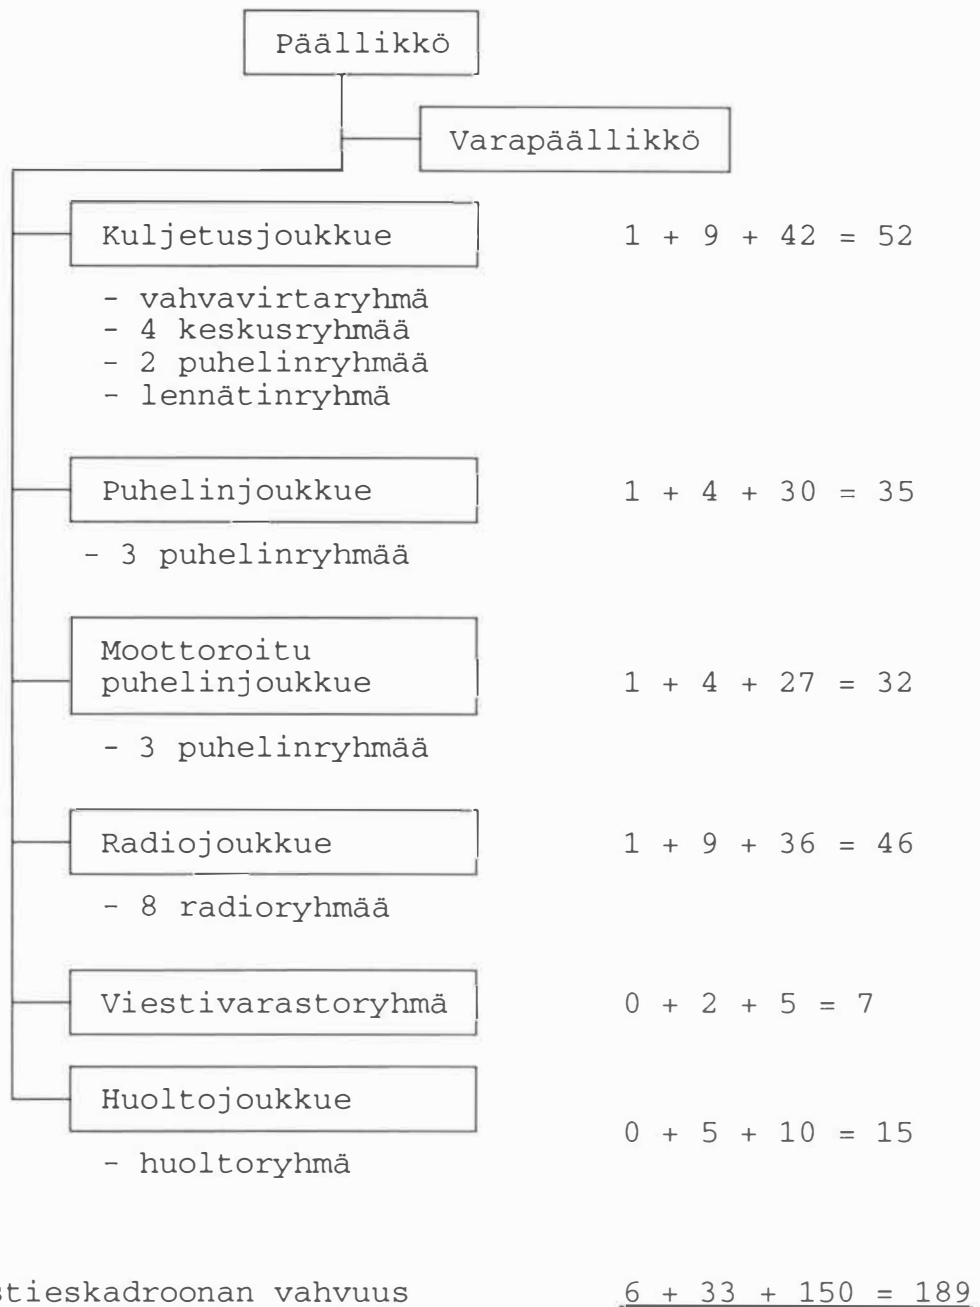 Päällikkö
Varapäällikkö
Kuljetusjoukkue 1 + 9 + 42 = 52
- vahvavirtaryhmä
- 4 keskusryhmää
- 2 puhelinryhmää
- lennätinryhmä
Puhelinjoukkue 1 + 4 + 30 = 35
- 3 puhelinryhmää
Moottoroitu
puhelinjoukkue 1 + 4 + 27 = 32
- 3 puhelinryhmää
Radiojoukkue 1 + 9 + 36 = 46
- 8 radioryhmää
Viestivarastoryhmä 0 + 2 + 5 = 7
Huoltojoukkue
0 + 5 + 10 = 15
- huoltoryhmä
stieskadroonan vahvuus 6 + 33 + 150 = 189